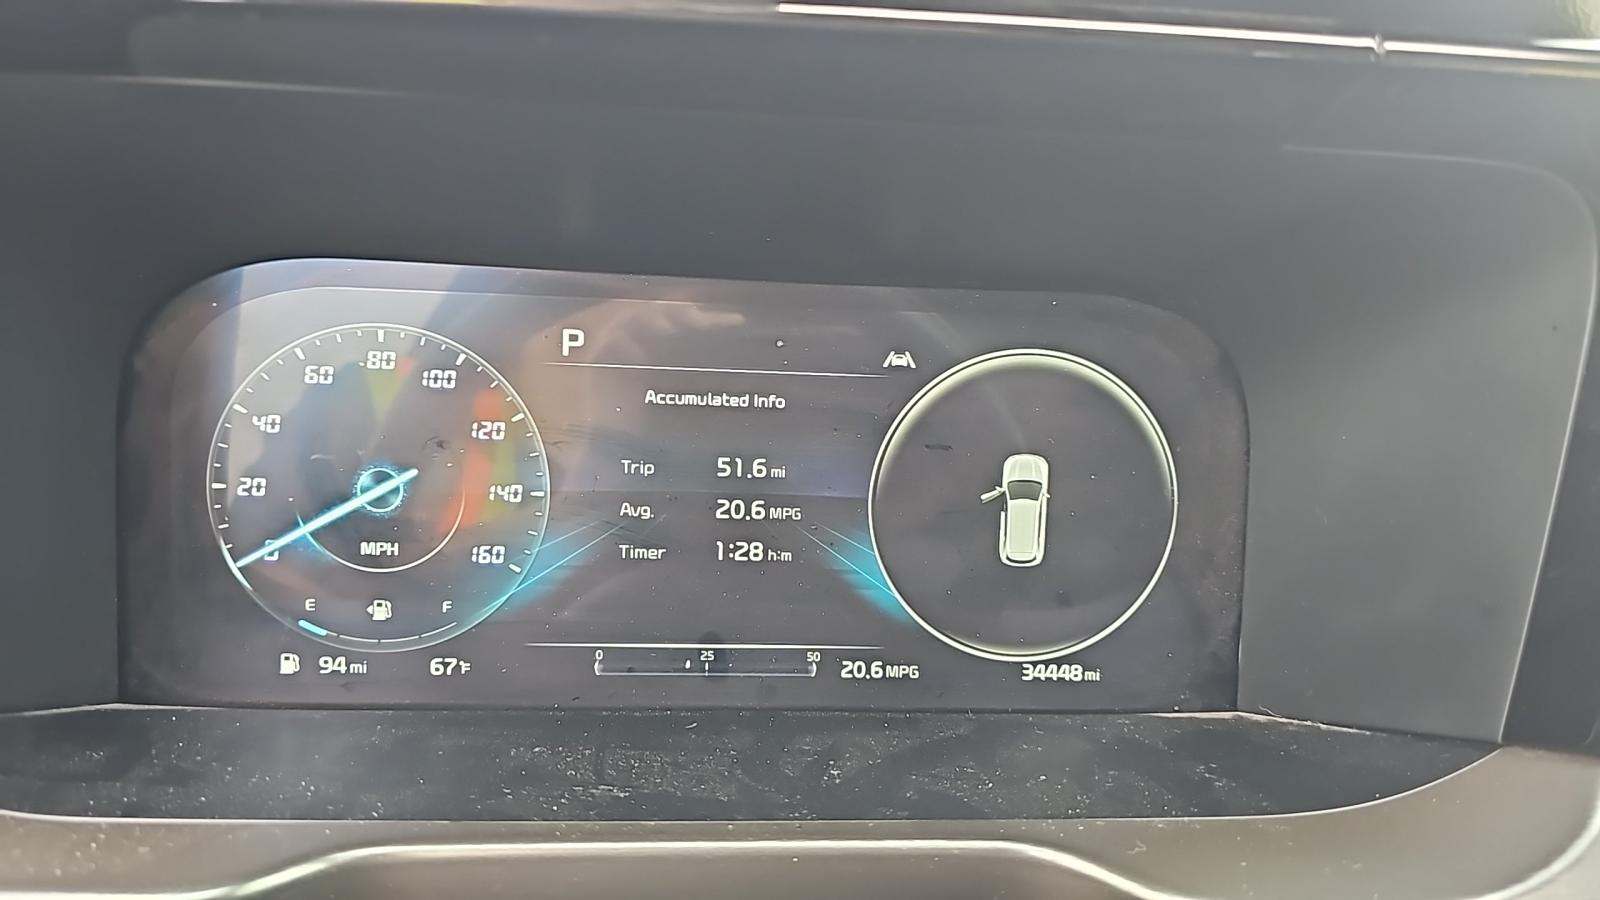 P
Accumulated Info
Trip 51.6 mi
Avg. 20.6 MPG
Timer 1:28 h:m
0
20
40
60
80
100
120
140
160
MPH
E F
94 mi 67°F
0 25 50
20.6 MPG
34448 mi